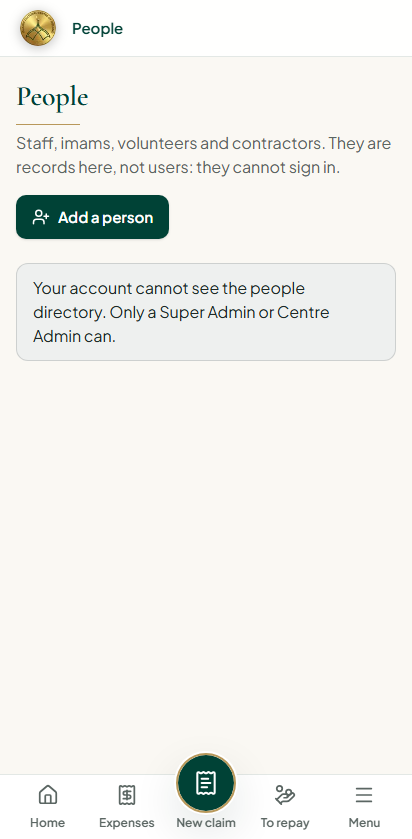 People
People
Staff, imams, volunteers and contractors. They are
records here, not users: they cannot sign in.
Add a person
Your account cannot see the people
directory. Only a Super Admin or Centre
Admin can.
Home
Expenses
New claim
To repay
Menu